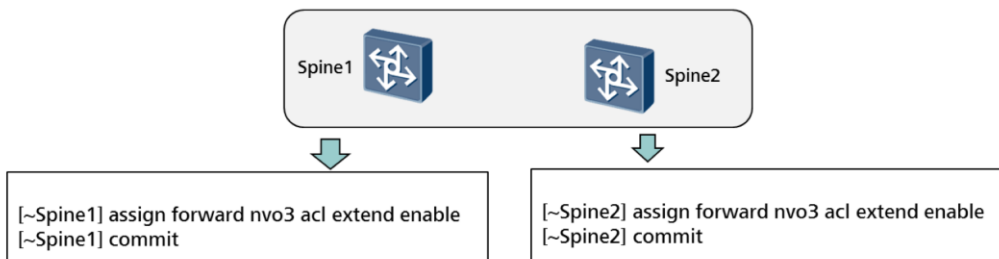 Spine1
Spine2
[~Spine1] assign forward nvo3 acl extend enable
[~Spine1] commit
[~Spine2] assign forward nvo3 acl extend enable
[~Spine2] commit